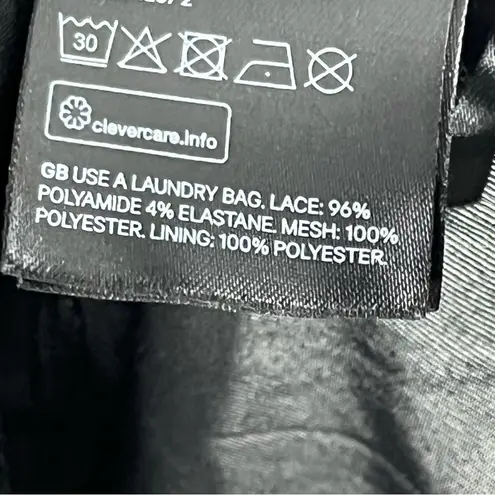 30
clevercare.info
GB USE A LAUNDRY BAG. LACE: 96%
POLYAMIDE 4% ELASTANE. MESH: 100%
POLYESTER. LINING: 100% POLYESTER.